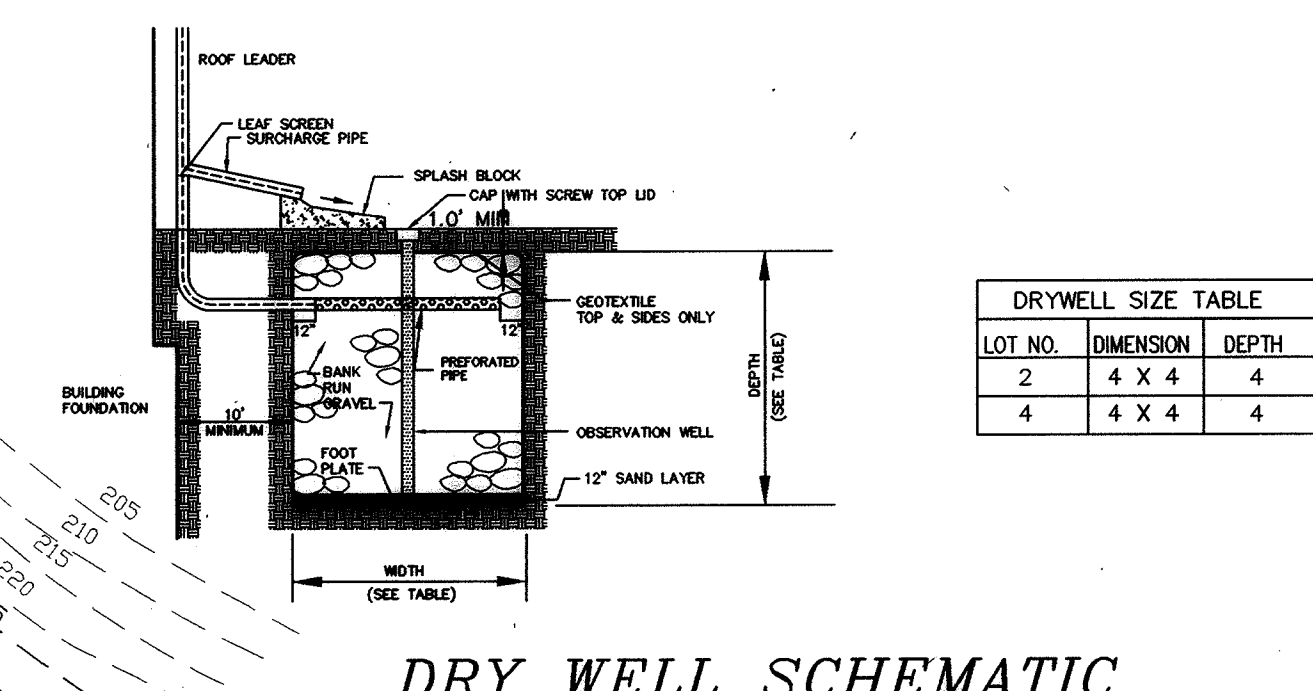 ROOF LEADER
LEAF SCREEN
SURCHARGE PIPE
SPLASH BLOCK
CAP WITH SCREW TOP LID
1.0' MIN
GEOTEXTILE
TOP & SIDES ONLY
12"
12"
PREFORATED
PIPE
BANK
RUN
GRAVEL
BUILDING
FOUNDATION
10'
MINIMUM
OBSERVATION WELL
FOOT
PLATE
12" SAND LAYER
DEPTH
(SEE TABLE)
WIDTH
(SEE TABLE)
205
210
215
220
DRYWELL SIZE TABLE
LOT NO. DIMENSION DEPTH
2 4 X 4 4
4 4 X 4 4
DRY WELL SCHEMATIC